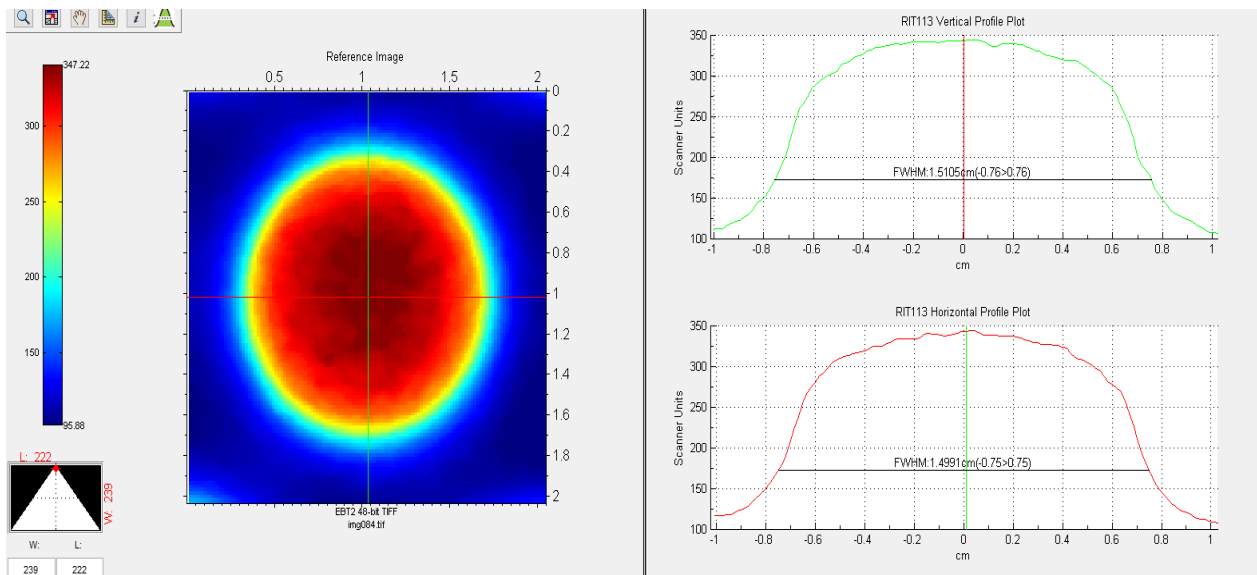 i
347.22
300
250
200
150
95.88
Reference Image
0.5 1 1.5 2
0
0.2
0.4
0.6
0.8
1
1.2
1.4
1.6
1.8
2
EBT2 48-bit TIFF
img084.tif
L: 222
W: 239
W: L:
239 222
RIT113 Vertical Profile Plot
350
300
250
200
150
100
Scanner Units
FWHM:1.5105cm(-0.76>0.76)
-1 -0.8 -0.6 -0.4 -0.2 0 0.2 0.4 0.6 0.8 1
cm
RIT113 Horizontal Profile Plot
350
300
250
200
150
100
Scanner Units
FWHM:1.4991cm(-0.75>0.75)
-1 -0.8 -0.6 -0.4 -0.2 0 0.2 0.4 0.6 0.8 1
cm